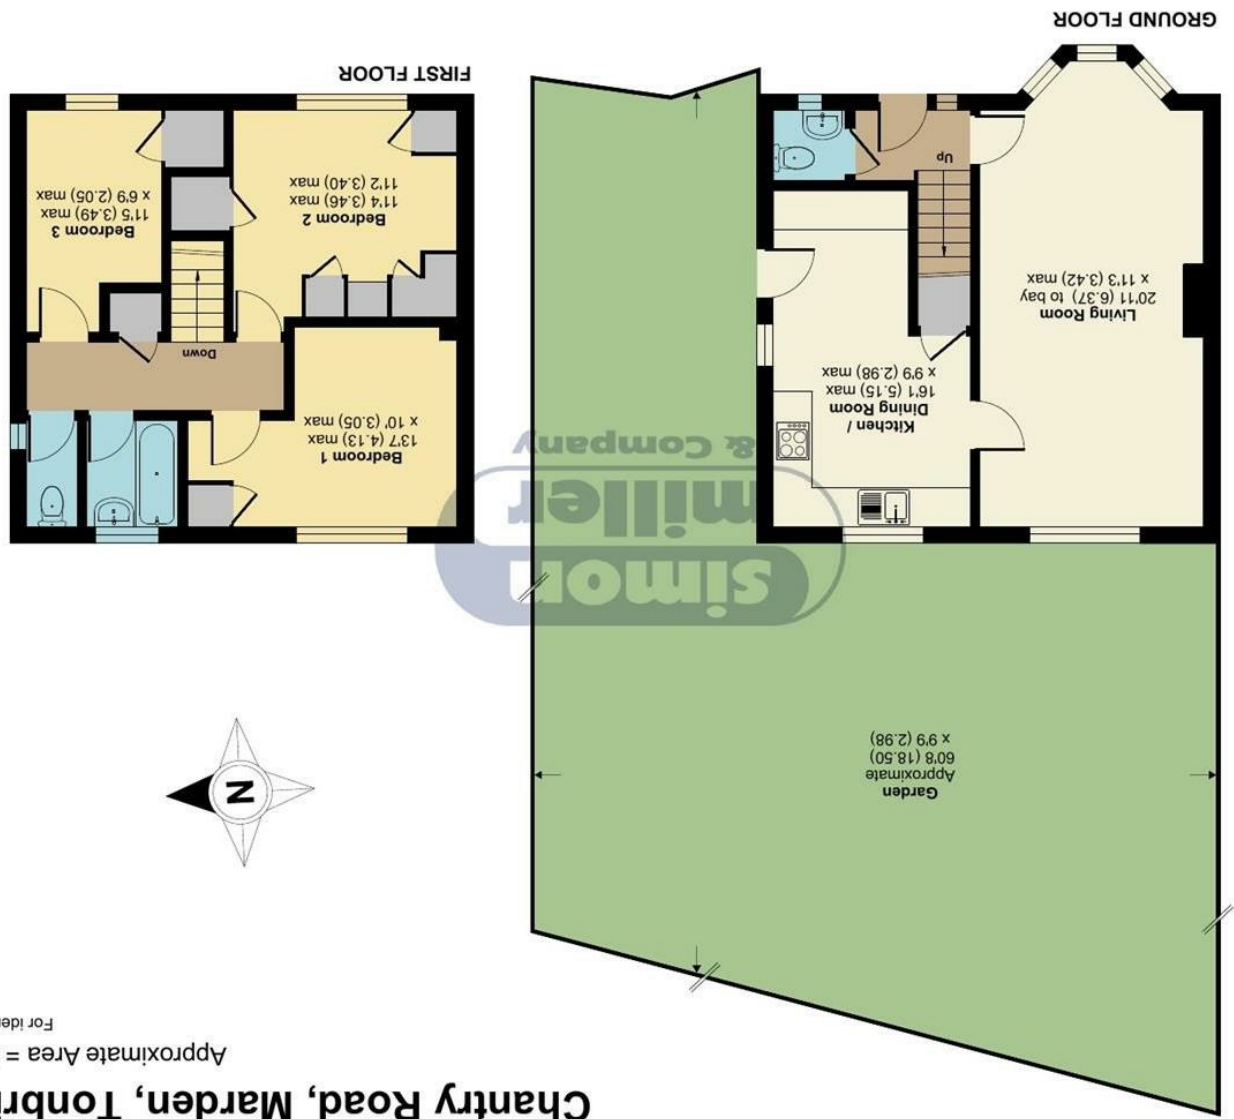 Chantry Road, Marden, Tonbri
Approximate Area =
For iden
Garden
Approximate
60'8 (18.50)
x 9'9 (2.98)
N
simon
miller
& Company
Living Room
20'11 (6.37) to bay
x 11'3 (3.42) max
Kitchen /
Dining Room
16'1 (5.15) max
x 9'9 (2.98) max
Up
GROUND FLOOR
Bedroom 1
13'7 (4.13) max
x 10' (3.05) max
Down
Bedroom 2
11'4 (3.46) max
11'2 (3.40) max
Bedroom 3
11'5 (3.49) max
x 6'9 (2.05) max
FIRST FLOOR